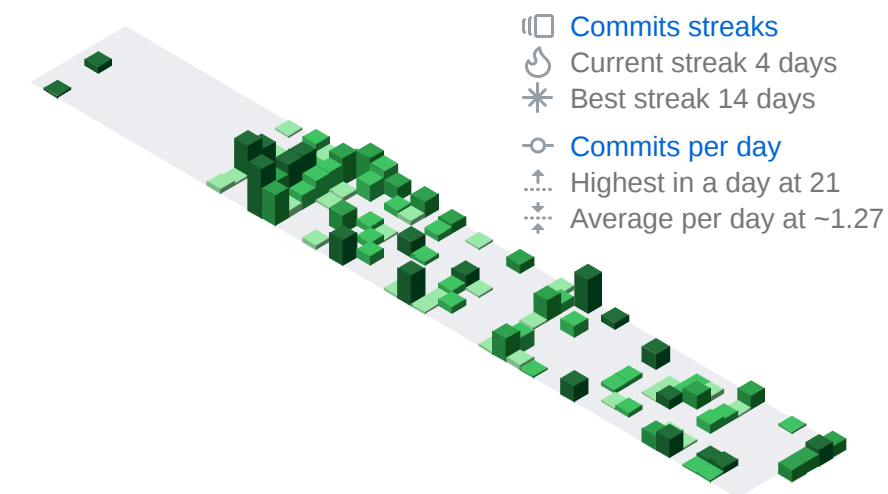 Commits streaks
Current streak 4 days
Best streak 14 days
Commits per day
Highest in a day at 21
Average per day at ~1.27